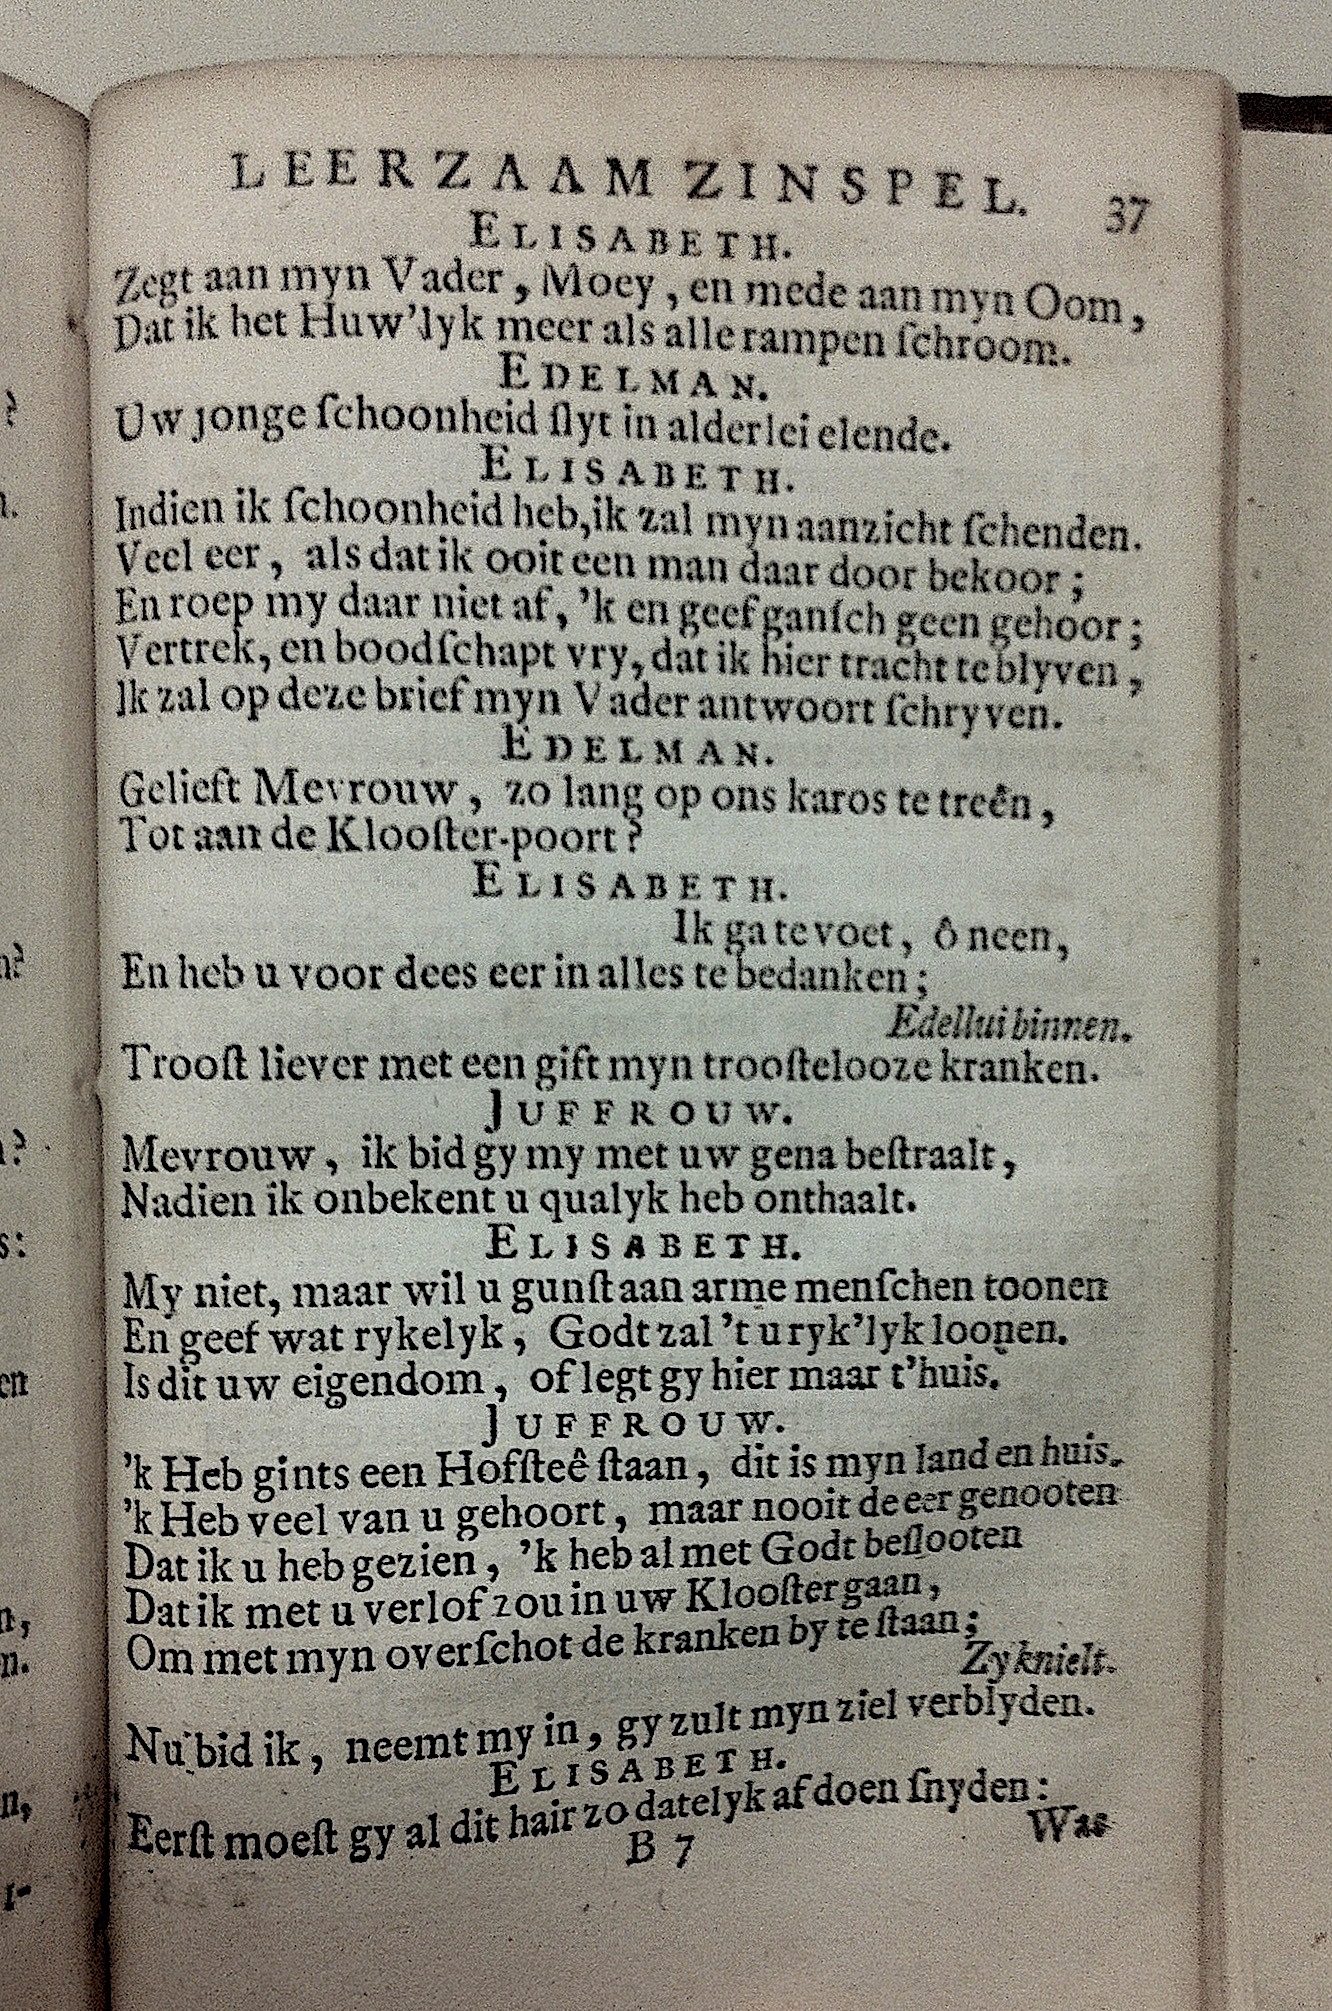 LEERZAAM ZINSPEL. 37
ELISABETH.
Zegt aan myn Vader, Moey, en mede aan myn Oom,
Dat ik het Huw'lyk meer als alle rampen ſchroom.
EDELMAN.
Uw jonge ſchoonheid ſlyt in alderlei elende.
ELISABETH.
Indien ik ſchoonheid heb, ik zal myn aanzicht ſchenden.
Veel eer, als dat ik ooit een man daar door bekoor;
En roep my daar niet af, 'k en geef ganſch geen gehoor;
Vertrek, en boodſchapt vry, dat ik hier tracht te blyven,
Ik zal op deze brief myn Vader antwoort ſchryven.
EDELMAN.
Gelieft Mevrouw, zo lang op ons karos te treên,
Tot aan de Klooſter-poort?
ELISABETH.
Ik ga te voet, ô neen,
En heb u voor dees eer in alles te bedanken;
Edellui binnen.
Trooſt liever met een gift myn trooſtelooze kranken.
JUFFROUW.
Mevrouw, ik bid gy my met uw gena beſtraalt,
Nadien ik onbekent u qualyk heb onthaalt.
ELISABETH.
My niet, maar wil u gunſt aan arme menſchen toonen
En geef wat rykelyk, Godt zal 't u ryk'lyk loonen.
Is dit uw eigendom, of legt gy hier maar t'huis.
JUFFROUW.
'k Heb gints een Hofſteê ſtaan, dit is myn land en huis.
'k Heb veel van u gehoort, maar nooit de eer genooten
Dat ik u heb gezien, 'k heb al met Godt beſlooten
Dat ik met u verlof zou in uw Klooſter gaan,
Om met myn overſchot de kranken by te ſtaan;
Zy knielt.
Nu bid ik, neemt my in, gy zult myn ziel verblyden.
ELISABETH.
Eerſt moeſt gy al dit hair zo datelyk af doen ſnyden:
B 7 Was